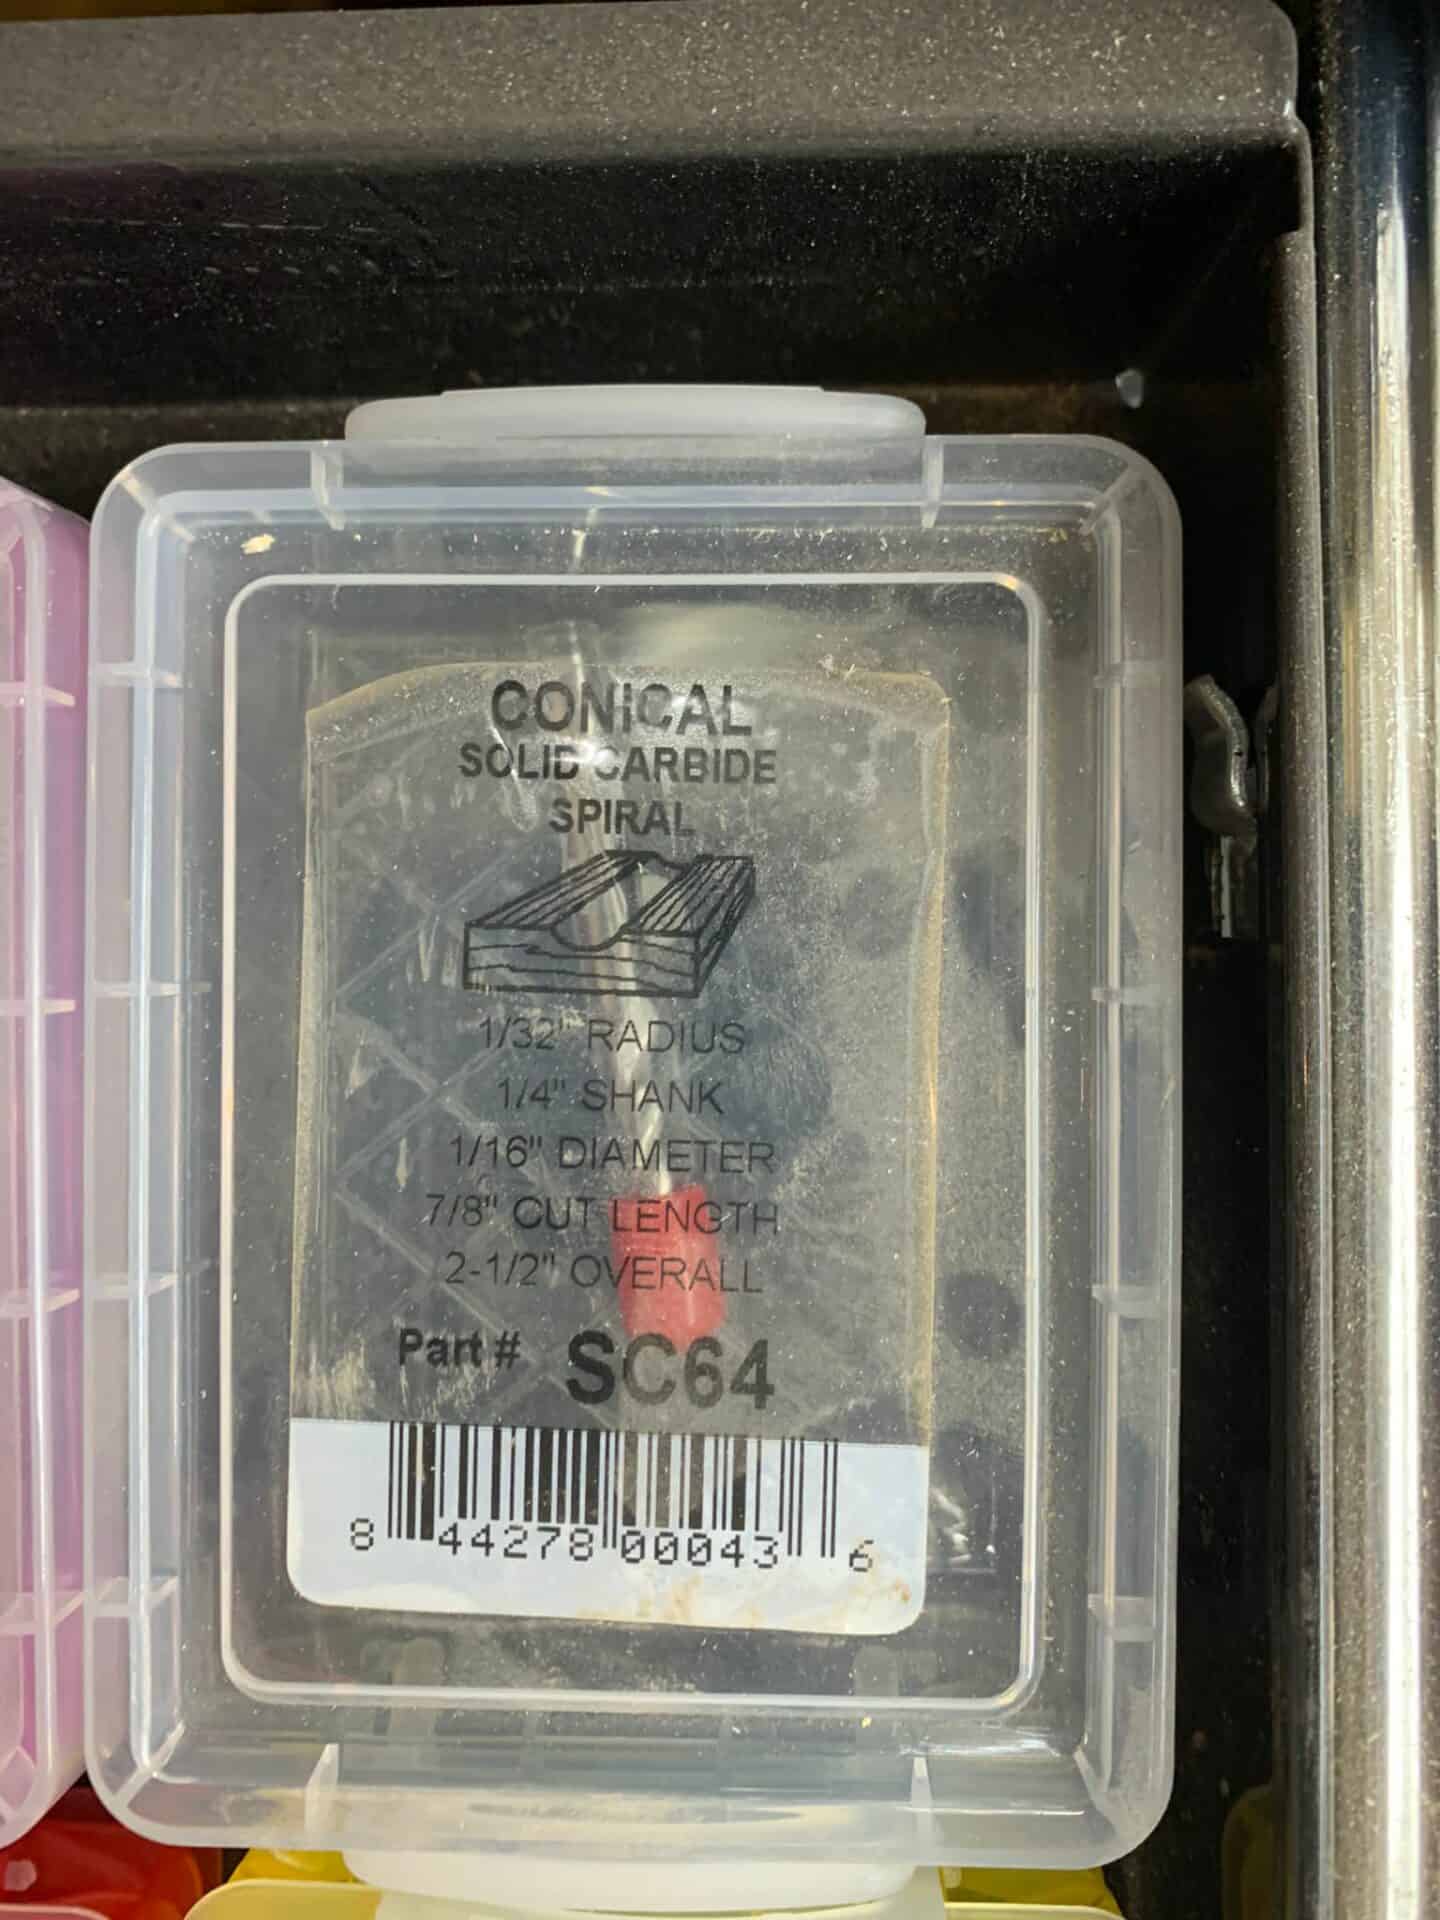 CONICAL
SOLID CARBIDE
SPIRAL
1/32" RADIUS
1/4" SHANK
1/16" DIAMETER
7/8" CUT LENGTH
2-1/2" OVERALL
Part # SC64
8 44278 00043 6